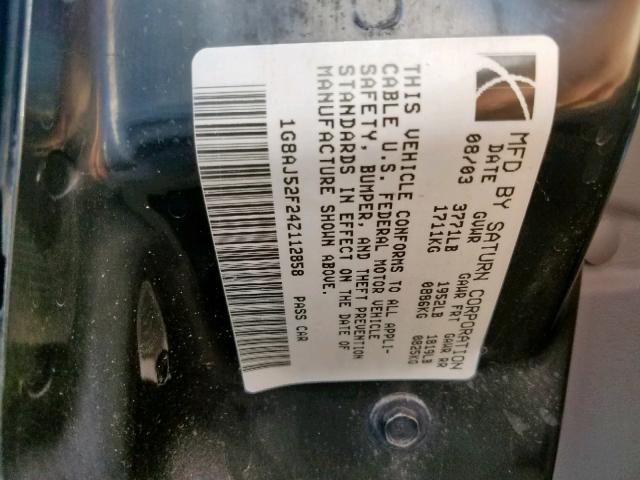 MFD BY SATURN CORPORATION
DATE GVWR GAWR FRT GAWR RR
08/03 3771LB 1952LB 1819LB
1711KG 0886KG 0825KG
THIS VEHICLE CONFORMS TO ALL APPLI-
CABLE U.S. FEDERAL MOTOR VEHICLE
SAFETY, BUMPER, AND THEFT PREVENTION
STANDARDS IN EFFECT ON THE DATE OF
MANUFACTURE SHOWN ABOVE.
1G8AJ52F24Z112858 PASS CAR